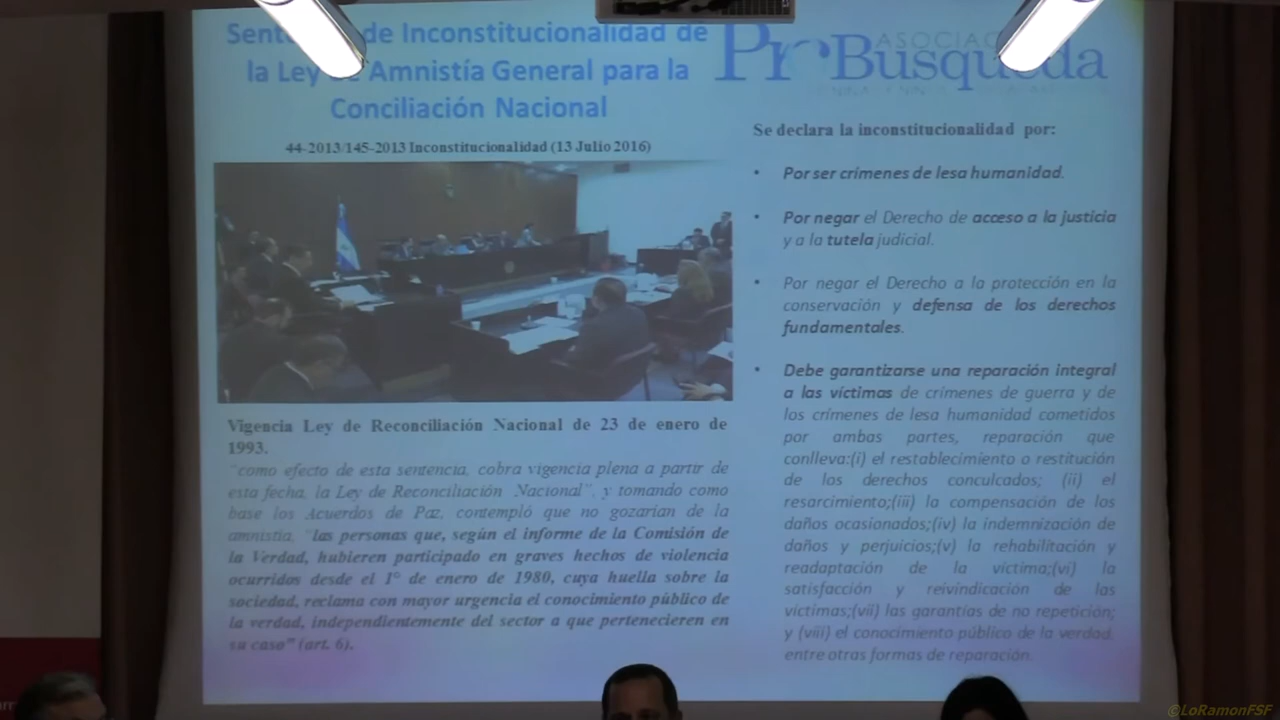 de Inconstitucionalidad de
la Ley Amnistía General para la
Conciliación Nacional
44-2013/145-2013 Inconstitucionalidad (13 Julio 2016)
Vigencia Ley de Reconciliación Nacional de 23 de enero de
1993.
"como efecto de esta sentencia, cobra vigencia plena a partir de
esta fecha, la Ley de Reconciliación Nacional", y tomando como
base los Acuerdos de Paz, contempló que no gozarían de la
amnistía, "las personas que, según el informe de la Comisión de
la Verdad, hubieren participado en graves hechos de violencia
ocurridos desde el 1° de enero de 1980, cuya huella sobre la
sociedad, reclama con mayor urgencia el conocimiento público de
la verdad, independientemente del sector a que pertenecieren en
su caso" (art. 6).
Pro Búsqueda
Se declara la inconstitucionalidad por:
• Por ser crímenes de lesa humanidad.
• Por negar el Derecho de acceso a la justicia
y a la tutela judicial.
• Por negar el Derecho a la protección en la
conservación y defensa de los derechos
fundamentales.
• Debe garantizarse una reparación integral
a las víctimas de crímenes de guerra y de
los crímenes de lesa humanidad cometidos
por ambas partes, reparación que
conlleva:(i) el restablecimiento o restitución
de los derechos conculcados; (ii) el
resarcimiento;(iii) la compensación de los
daños ocasionados;(iv) la indemnización de
daños y perjuicios;(v) la rehabilitación y
readaptación de la víctima;(vi) la
satisfacción y reivindicación de las
víctimas;(vii) las garantías de no repetición;
y (viii) el conocimiento público de la verdad,
entre otras formas de reparación.
©LoRamonFSF